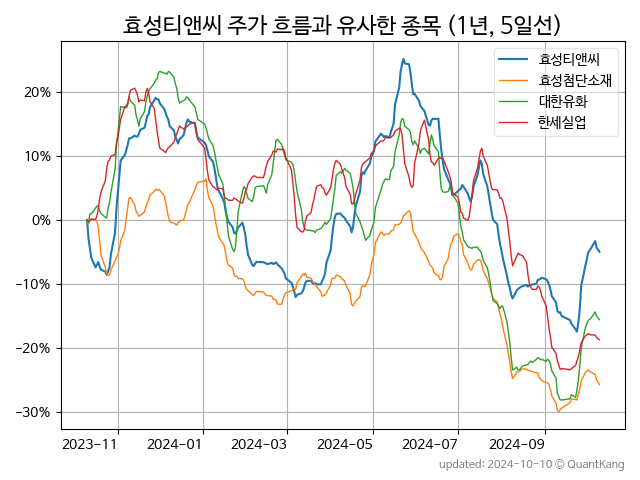 효성티앤씨 주가 흐름과 유사한 종목 (1년, 5일선)
효성티앤씨
효성첨단소재
대한유화
한세실업
20%
10%
0%
−10%
−20%
−30%
2023-11 2024-01 2024-03 2024-05 2024-07 2024-09
updated: 2024-10-10 © QuantKang